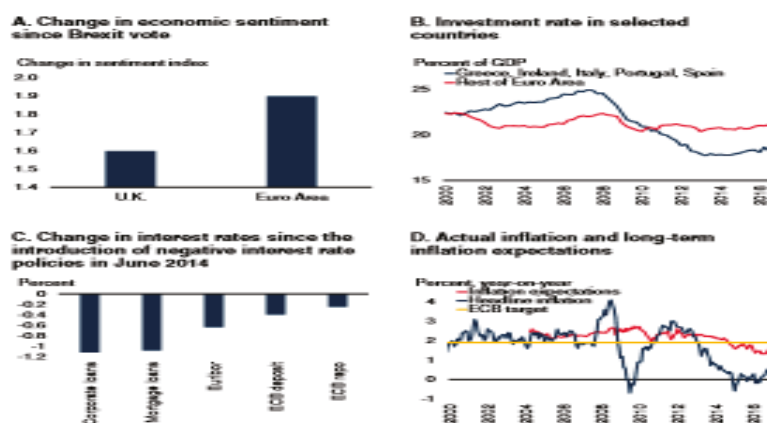 A. Change in economic sentiment
since Brexit vote
Change in sentiment index
2.0
1.9
1.8
1.7
1.6
1.5
1.4
U.K.
Euro Area
B. Investment rate in selected
countries
Percent of GDP
Greece, Ireland, Italy, Portugal, Spain
Rest of Euro Area
25
20
15
2000
2002
2004
2006
2008
2010
2012
2014
2016
C. Change in interest rates since the
introduction of negative interest rate
policies in June 2014
Percent
0
-0.2
-0.4
-0.6
-0.8
-1
-1.2
Corporate loans
Mortgage loans
Euribor
ECB deposit
ECB repo
D. Actual inflation and long-term
inflation expectations
Percent, year-on-year
Inflation expectations
Headline inflation
ECB target
4
3
2
1
0
-1
2000
2002
2004
2006
2008
2010
2012
2014
2016